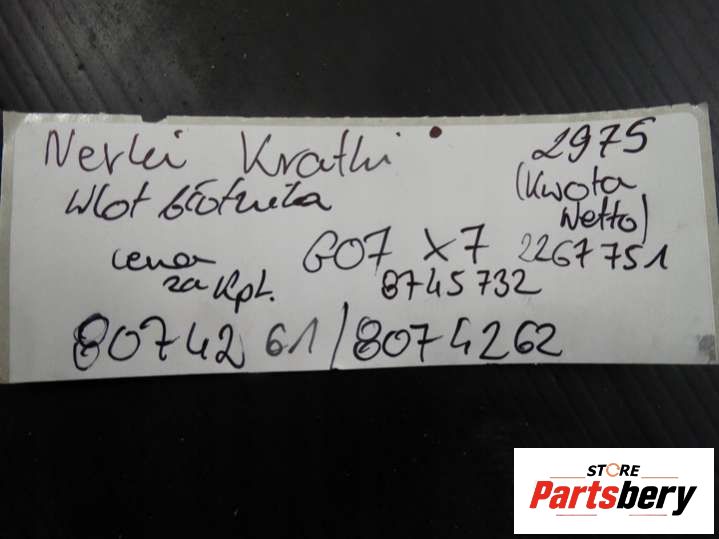 Nerki Kratki 2975
Wlot błotnika (Kwota
Netto)
cena G07 X7 2267751
za kpl. 8745732
8074261/8074262
STORE
Partsbery